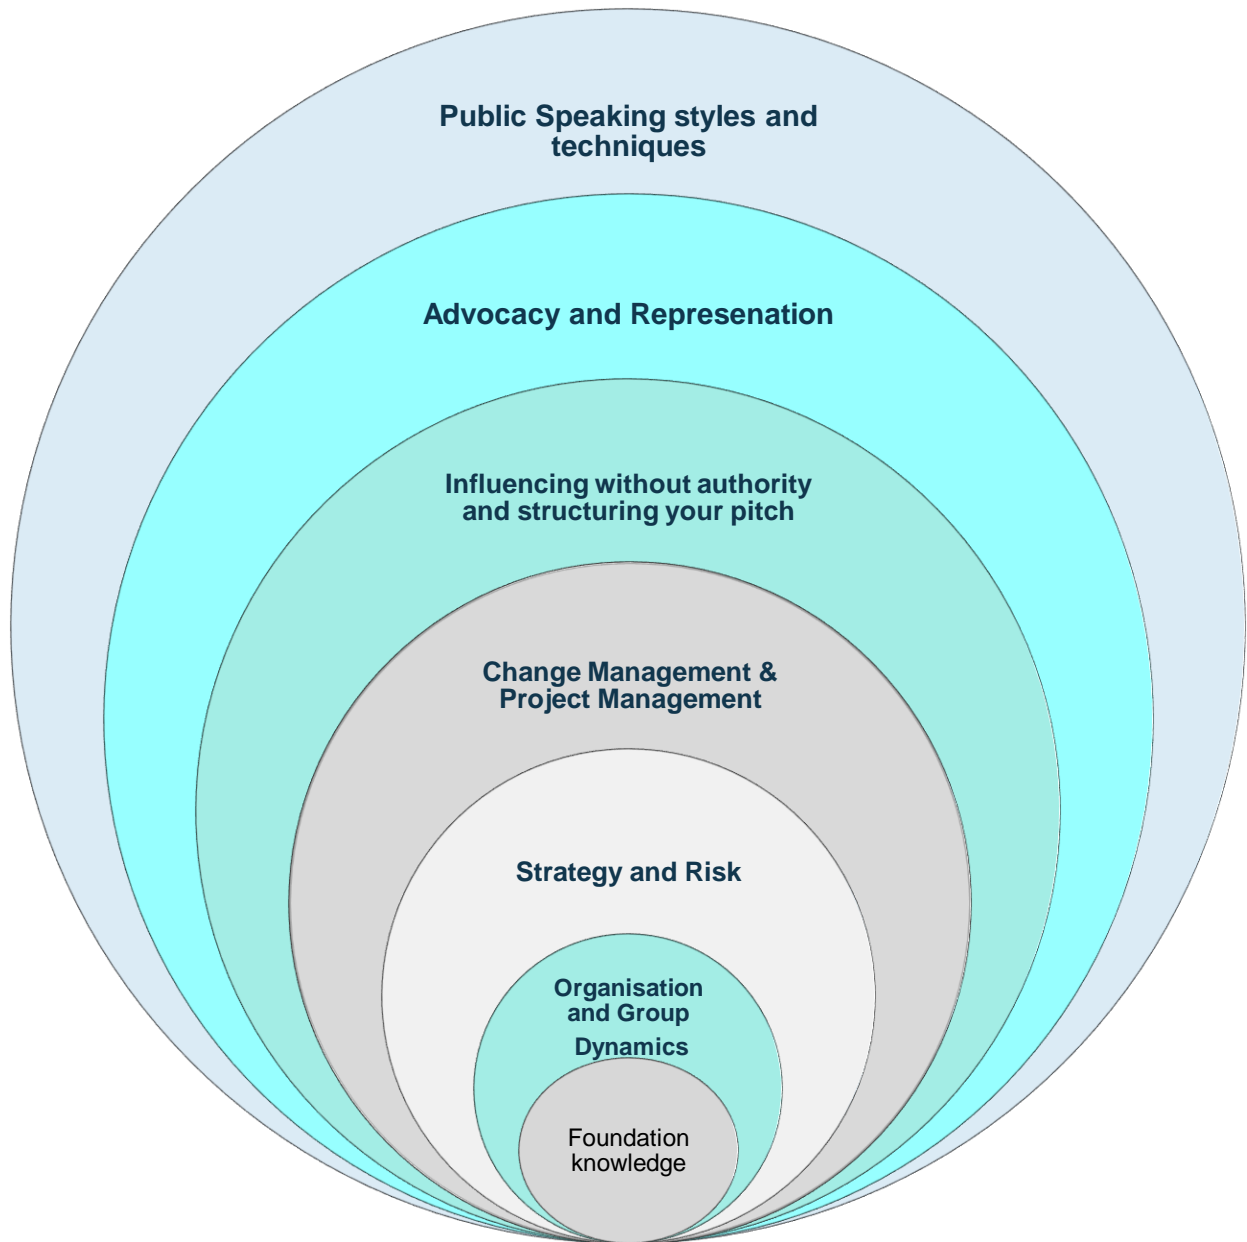 Public Speaking styles and
techniques
Advocacy and Represenation
Influencing without authority
and structuring your pitch
Change Management &
Project Management
Strategy and Risk
Organisation
and Group
Dynamics
Foundation
knowledge